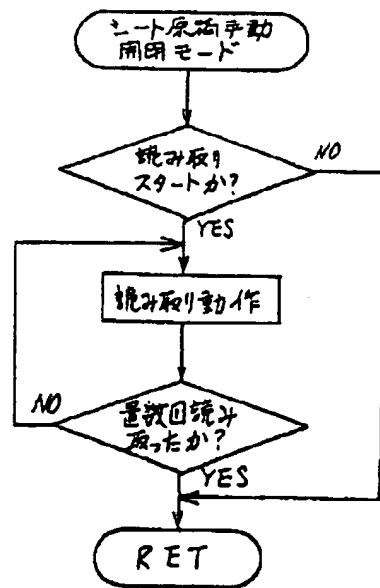 シート原稿手動
開閉モード
読み取り
スタートか?
NO
YES
読み取り動作
NO
置数回読み
取ったか?
YES
RET